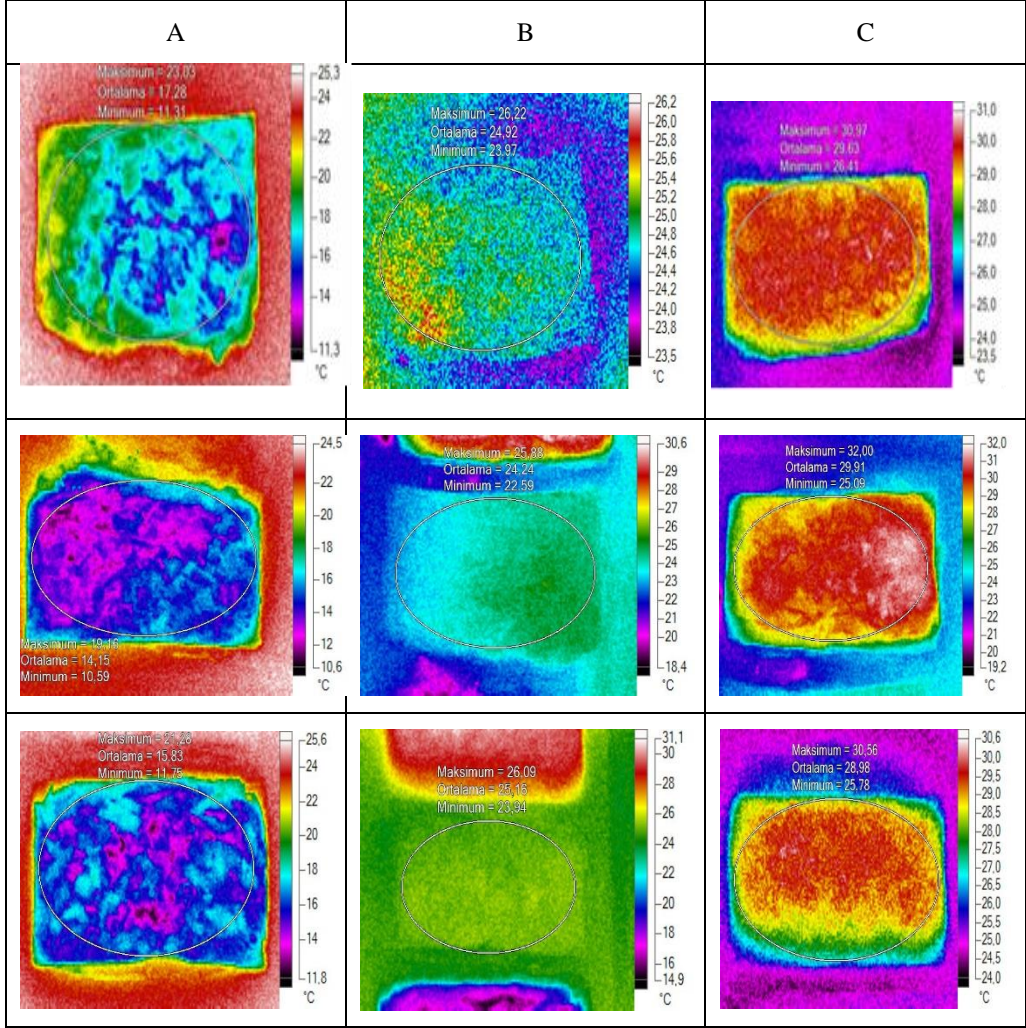 A
B
C
Maksimum = 23,03
Ortalama = 17,28
Minimum = 11,31
25,3
24
22
20
18
16
14
11,3
°C
Maksimum = 26,22
Ortalama = 24,92
Minimum = 23,97
26,2
26,0
25,8
25,6
25,4
25,2
25,0
24,8
24,6
24,4
24,2
24,0
23,8
23,5
°C
Maksimum = 30,97
Ortalama = 29,63
Minimum = 26,41
31,0
30,0
29,0
28,0
27,0
26,0
25,0
24,0
23,5
°C
Maksimum = 19,16
Ortalama = 14,15
Minimum = 10,59
24,5
22
20
18
16
14
12
10,6
°C
Maksimum = 25,88
Ortalama = 24,24
Minimum = 22,59
30,6
29
28
27
26
25
24
23
22
21
20
18,4
°C
Maksimum = 32,00
Ortalama = 29,91
Minimum = 25,09
32,0
31
30
29
28
27
26
25
24
23
22
21
20
19,2
°C
Maksimum = 21,28
Ortalama = 15,83
Minimum = 11,75
25,6
24
22
20
18
16
14
11,8
°C
Maksimum = 26,09
Ortalama = 25,16
Minimum = 23,94
31,1
30
28
26
24
22
20
18
16
14,9
°C
Maksimum = 30,56
Ortalama = 28,98
Minimum = 25,78
30,6
30,0
29,5
29,0
28,5
28,0
27,5
27,0
26,5
26,0
25,5
25,0
24,5
24,0
°C